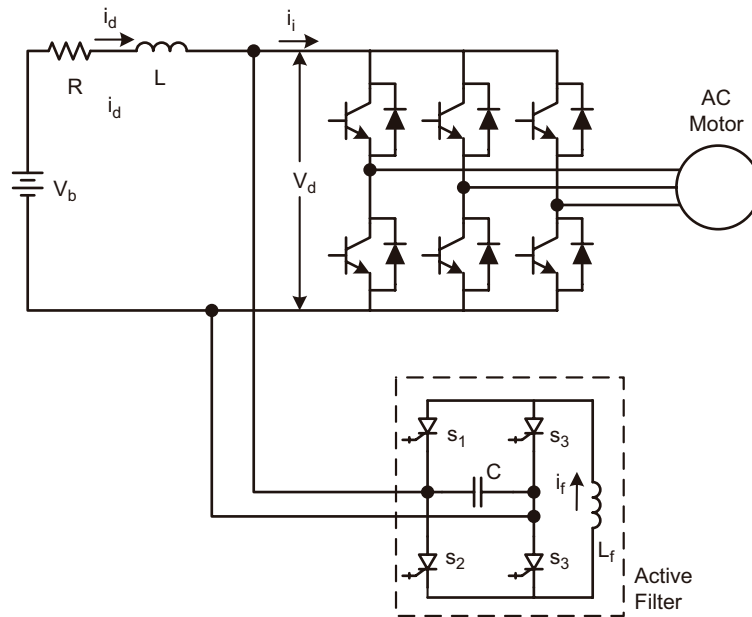 i_d
i_i
R
L
i_d
AC
Motor
V_b
V_d
s_1
s_3
C
i_f
s_2
s_3
L_f
Active
Filter